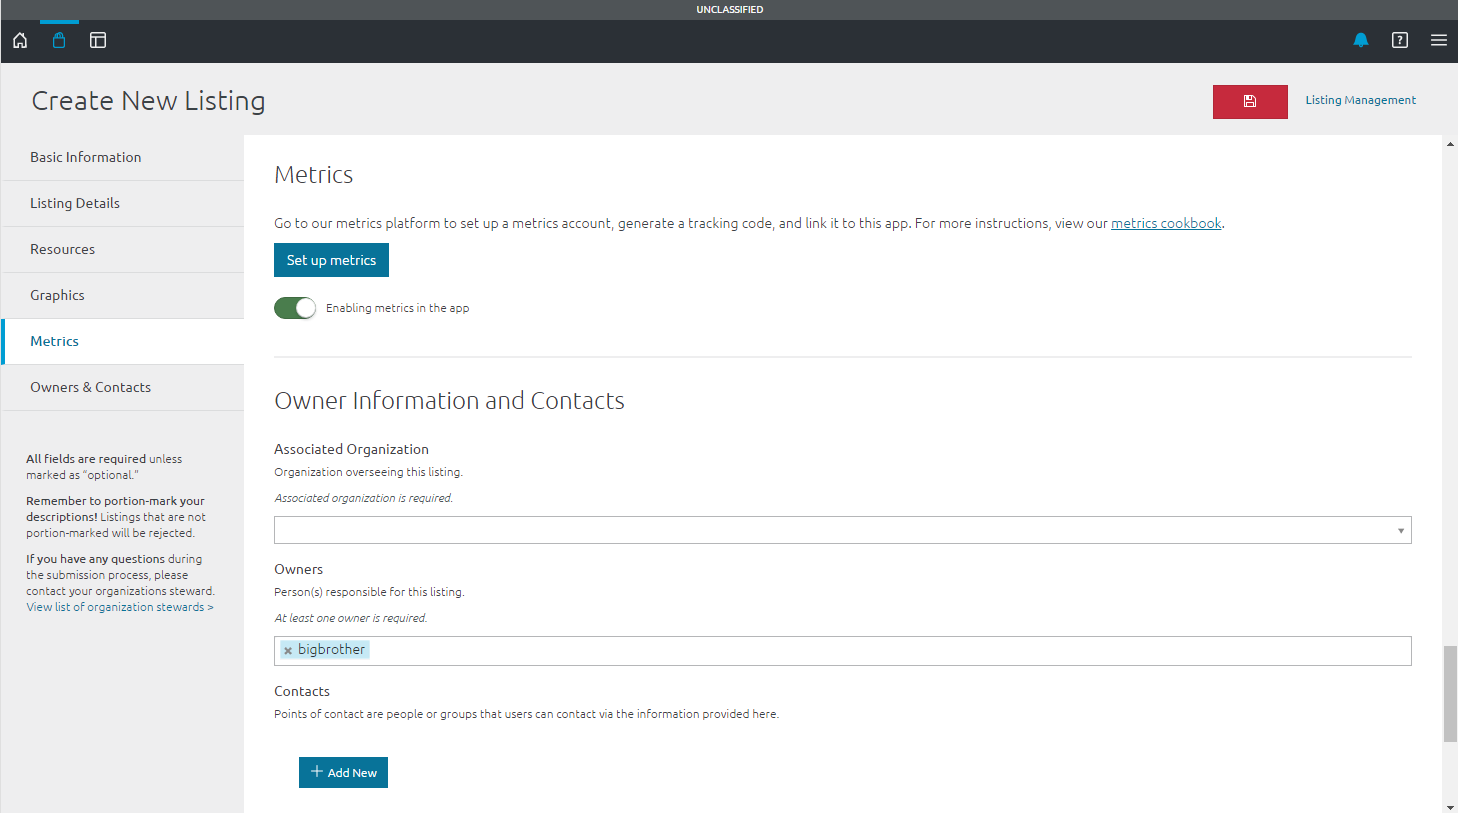 UNCLASSIFIED
Create New Listing
Listing Management
Basic Information
Listing Details
Resources
Graphics
Metrics
Owners & Contacts
All fields are required unless
marked as “optional.”
Remember to portion-mark your
descriptions! Listings that are not
portion-marked will be rejected.
If you have any questions during
the submission process, please
contact your organizations steward.
View list of organization stewards >
Metrics
Go to our metrics platform to set up a metrics account, generate a tracking code, and link it to this app. For more instructions, view our metrics cookbook.
Set up metrics
Enabling metrics in the app
Owner Information and Contacts
Associated Organization
Organization overseeing this listing.
Associated organization is required.
Owners
Person(s) responsible for this listing.
At least one owner is required.
× bigbrother
Contacts
Points of contact are people or groups that users can contact via the information provided here.
+ Add New